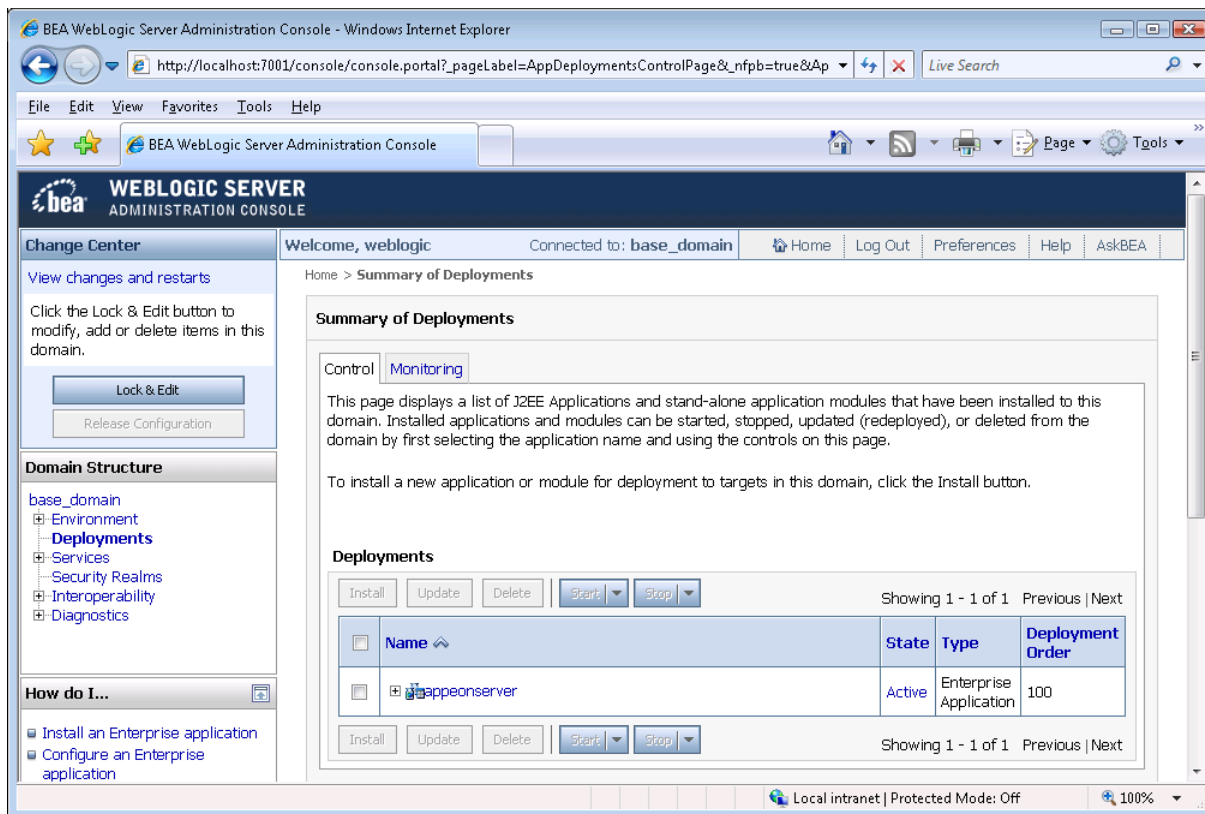 BEA WebLogic Server Administration Console - Windows Internet Explorer
http://localhost:7001/console/console.portal?_pageLabel=AppDeploymentsControlPage&_nfpb=true&Ap
Live Search
File Edit View Favorites Tools Help
BEA WebLogic Server Administration Console
Page Tools
bea
WEBLOGIC SERVER
ADMINISTRATION CONSOLE
Change Center
View changes and restarts
Click the Lock & Edit button to
modify, add or delete items in this
domain.
Lock & Edit
Release Configuration
Domain Structure
base_domain
Environment
Deployments
Services
Security Realms
Interoperability
Diagnostics
How do I...
Install an Enterprise application
Configure an Enterprise
application
Welcome, weblogic Connected to: base_domain Home Log Out Preferences Help AskBEA
Home > Summary of Deployments
Summary of Deployments
Control Monitoring
This page displays a list of J2EE Applications and stand-alone application modules that have been installed to this
domain. Installed applications and modules can be started, stopped, updated (redeployed), or deleted from the
domain by first selecting the application name and using the controls on this page.
To install a new application or module for deployment to targets in this domain, click the Install button.
Deployments
Install Update Delete Start Stop Showing 1 - 1 of 1 Previous | Next
Name State Type Deployment
Order
appeonserver Active Enterprise
Application 100
Install Update Delete Start Stop Showing 1 - 1 of 1 Previous | Next
Local intranet | Protected Mode: Off 100%